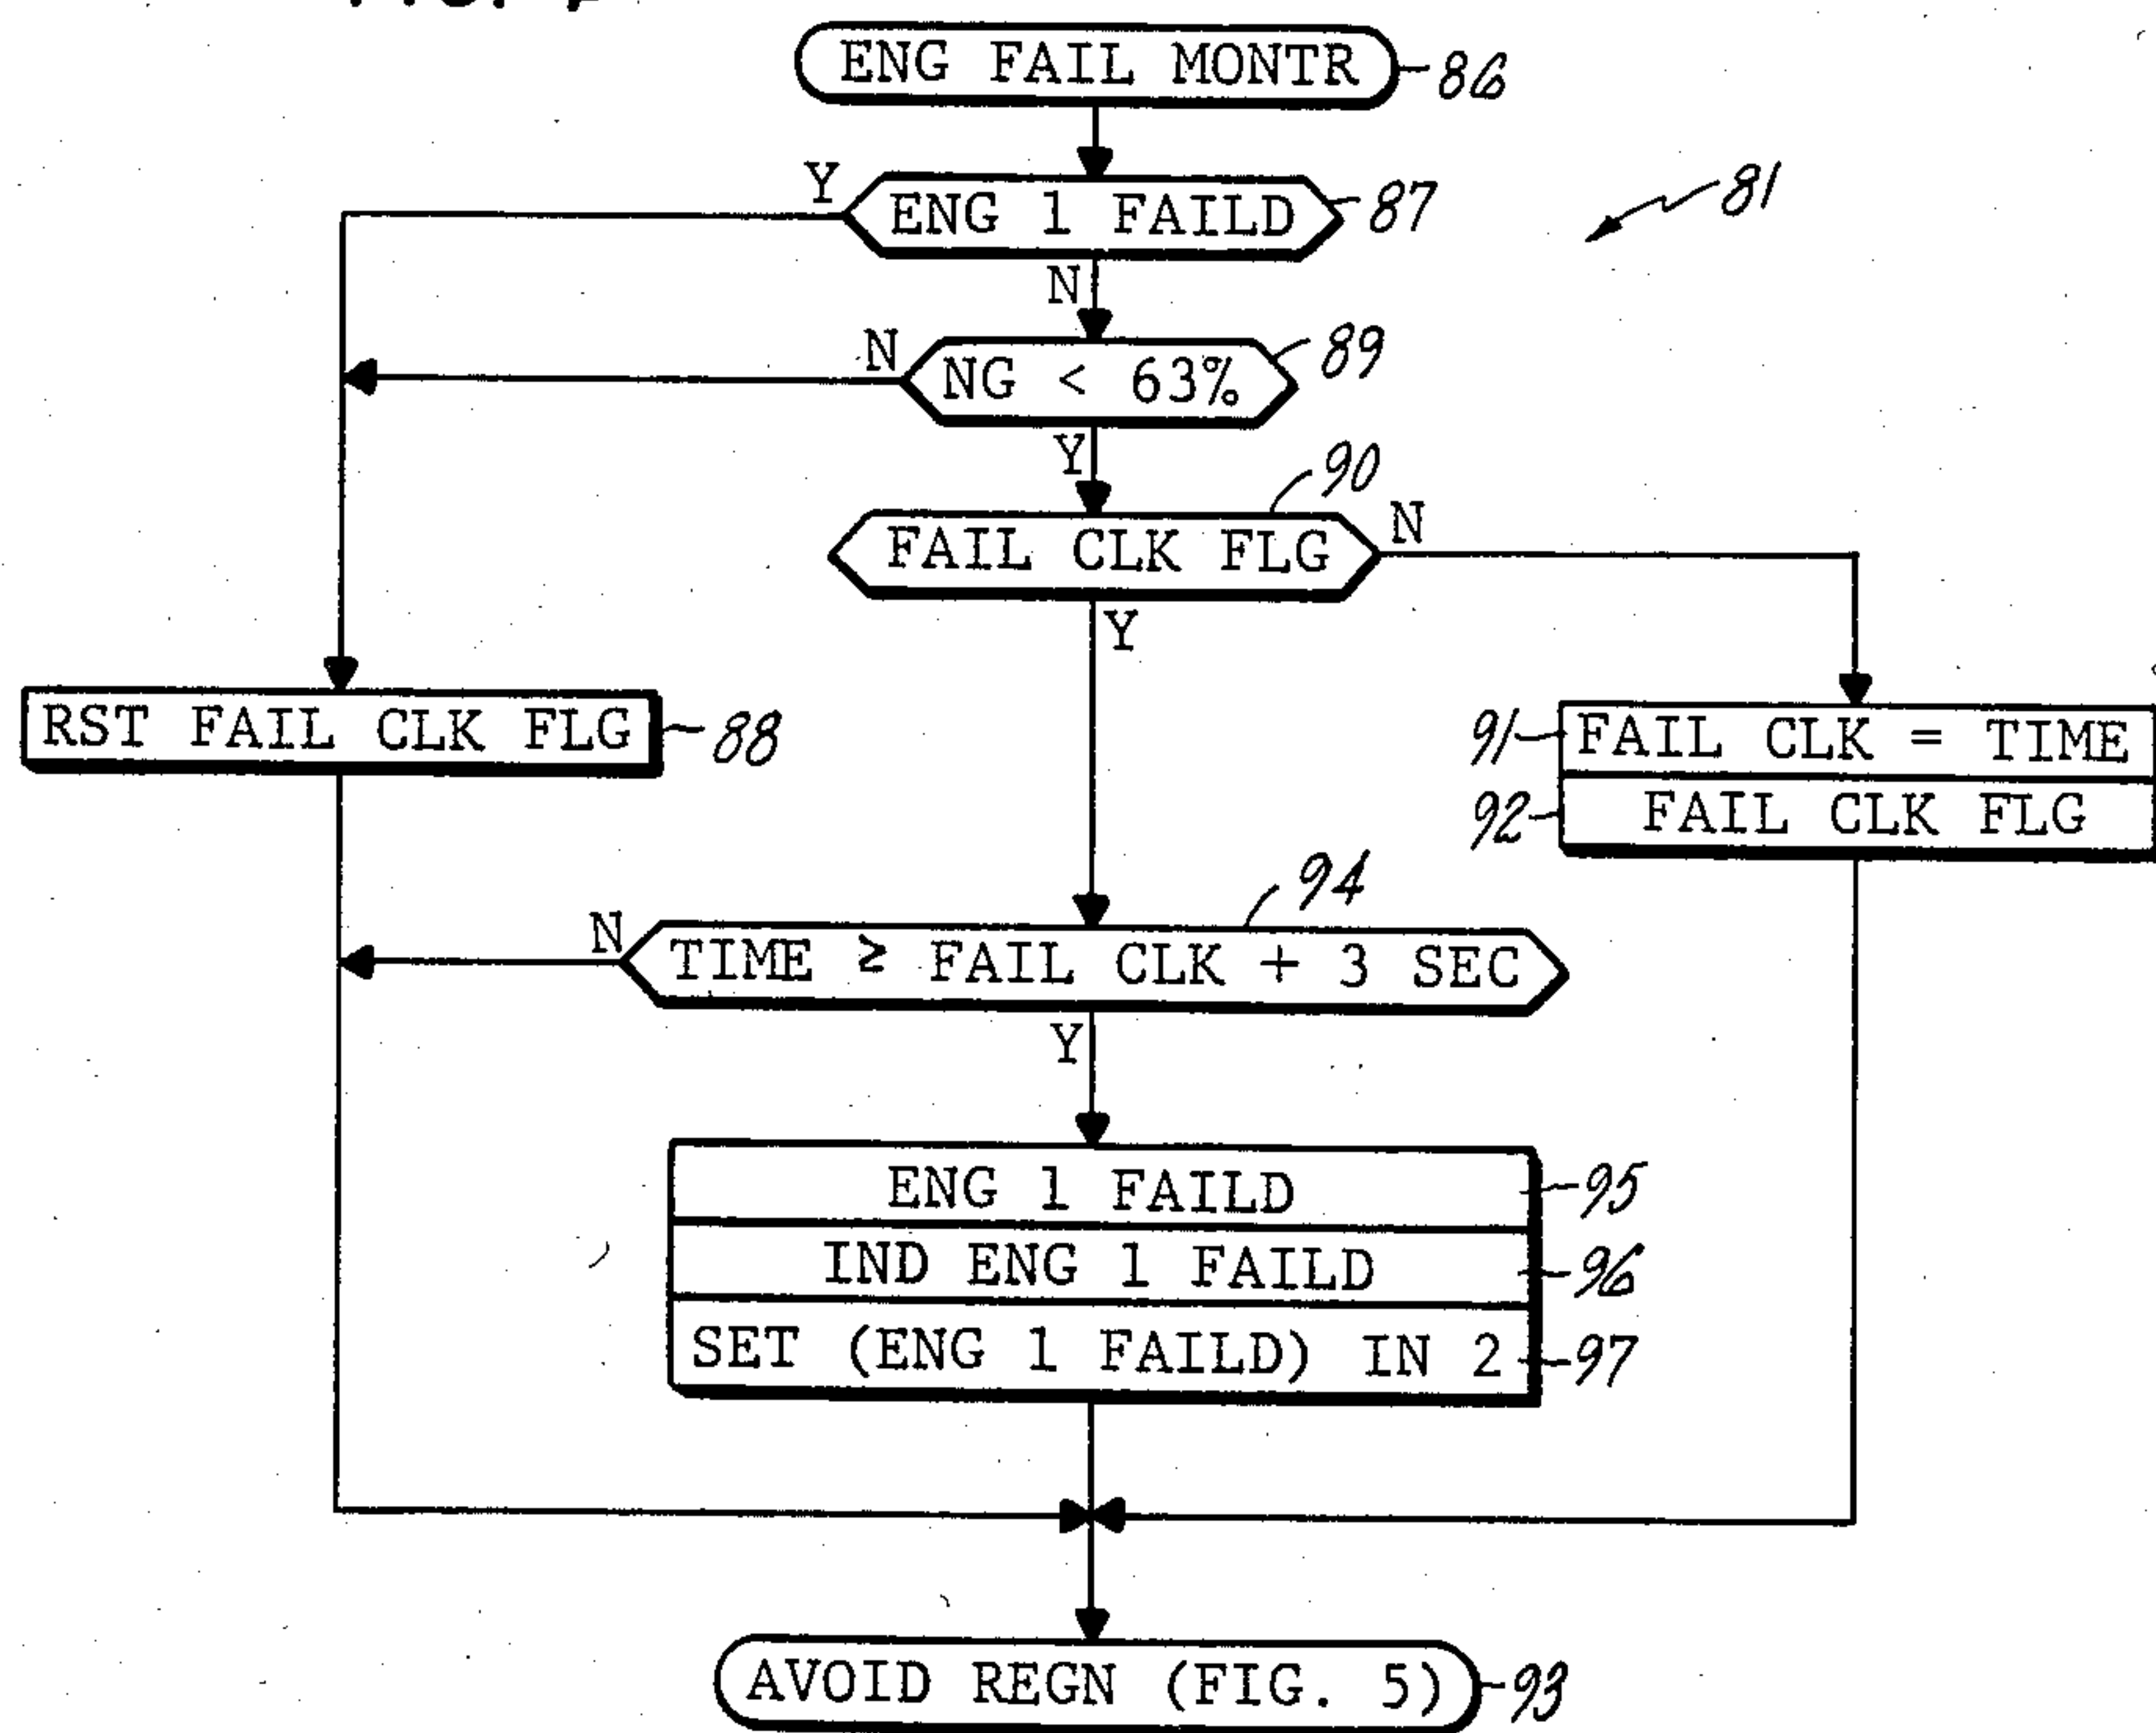 ENG FAIL MONTR 86
Y
ENG 1 FAILD 87
81
N
N
NG < 63% 89
Y
90
FAIL CLK FLG N
Y
RST FAIL CLK FLG 88
91 FAIL CLK = TIME
92 FAIL CLK FLG
94
N
TIME ≥ FAIL CLK + 3 SEC
Y
ENG 1 FAILD 95
IND ENG 1 FAILD 96
SET (ENG 1 FAILD) IN 2 97
AVOID REGN (FIG. 5) 93